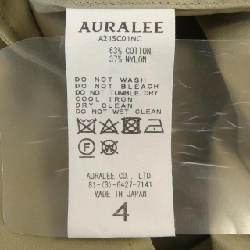 AURALEE
A21SC01NC
63% COTTON
37% NYLON
DO NOT WASH
DO NOT BLEACH
DO NOT TUMBLE DRY
COOL IRON
DRY CLEAN
DO NOT WET CLEAN
F W
AURALEE CO., LTD.
81-(3)-6427-7141
MADE IN JAPAN
4